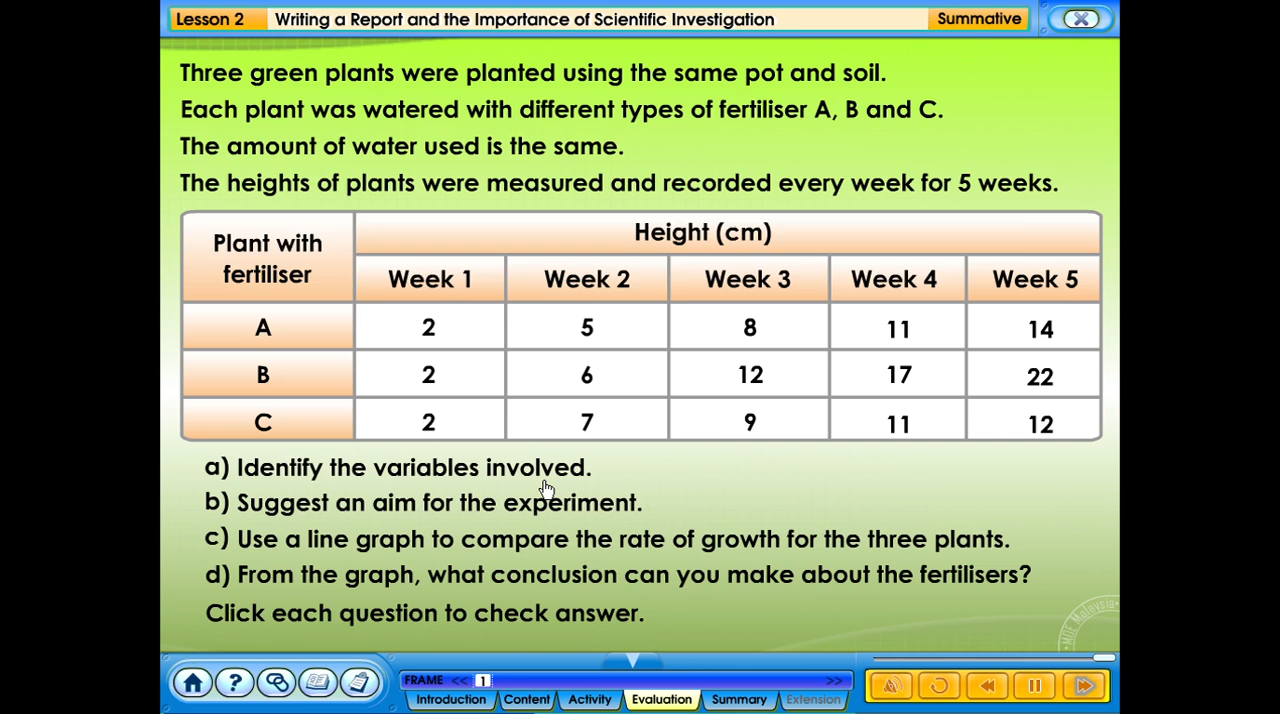 Lesson 2 Writing a Report and the Importance of Scientific Investigation Summative
Three green plants were planted using the same pot and soil.
Each plant was watered with different types of fertiliser A, B and C.
The amount of water used is the same.
The heights of plants were measured and recorded every week for 5 weeks.
Plant with fertiliser Height (cm)
Week 1 Week 2 Week 3 Week 4 Week 5
A 2 5 8 11 14
B 2 6 12 17 22
C 2 7 9 11 12
a) Identify the variables involved.
b) Suggest an aim for the experiment.
c) Use a line graph to compare the rate of growth for the three plants.
d) From the graph, what conclusion can you make about the fertilisers?
Click each question to check answer.
MOE Malaysia
FRAME << 1 >>
Introduction Content Activity Evaluation Summary Extension